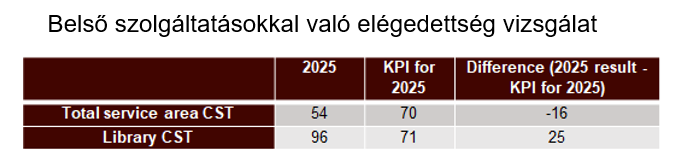 Belső szolgáltatásokkal való elégedettség vizsgálat
2025 KPI for 2025 Difference (2025 result - KPI for 2025)
Total service area CST 54 70 -16
Library CST 96 71 25